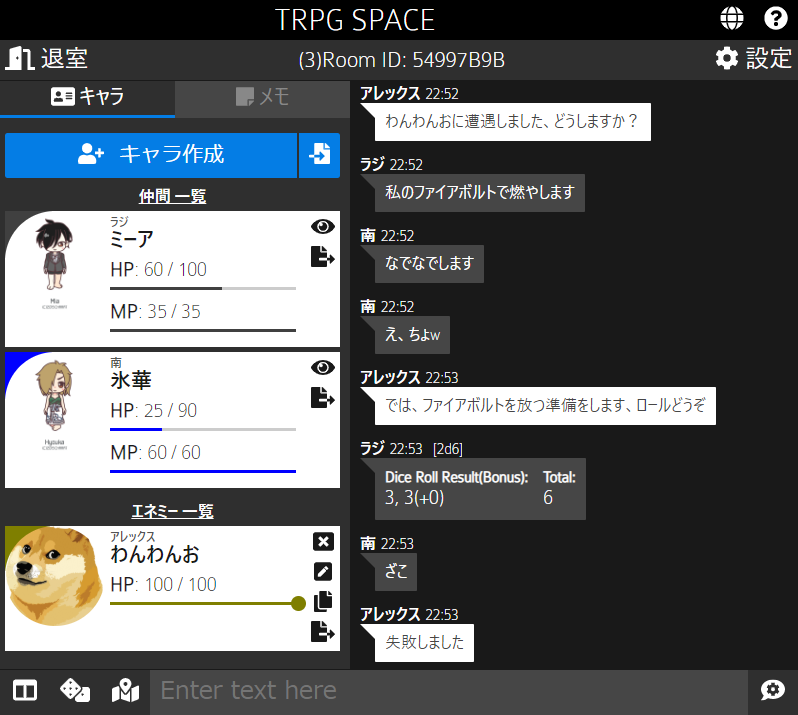 TRPG SPACE
退室
(3)Room ID: 54997B9B
設定
キャラ
メモ
キャラ作成
仲間 一覧
ラジ
ミーア
HP: 60 / 100
MP: 35 / 35
Mia
南
氷華
HP: 25 / 90
MP: 60 / 60
Hyouka
エネミー 一覧
アレックス
わんわんお
HP: 100 / 100
アレックス 22:52
わんわんおに遭遇しました、どうしますか？
ラジ 22:52
私のファイアボルトで燃やします
南 22:52
なでなでします
南 22:52
え、ちょw
アレックス 22:53
では、ファイアボルトを放つ準備をします、ロールどうぞ
ラジ 22:53 [2d6]
Dice Roll Result(Bonus): Total:
3, 3(+0) 6
南 22:53
ざこ
アレックス 22:53
失敗しました
Enter text here